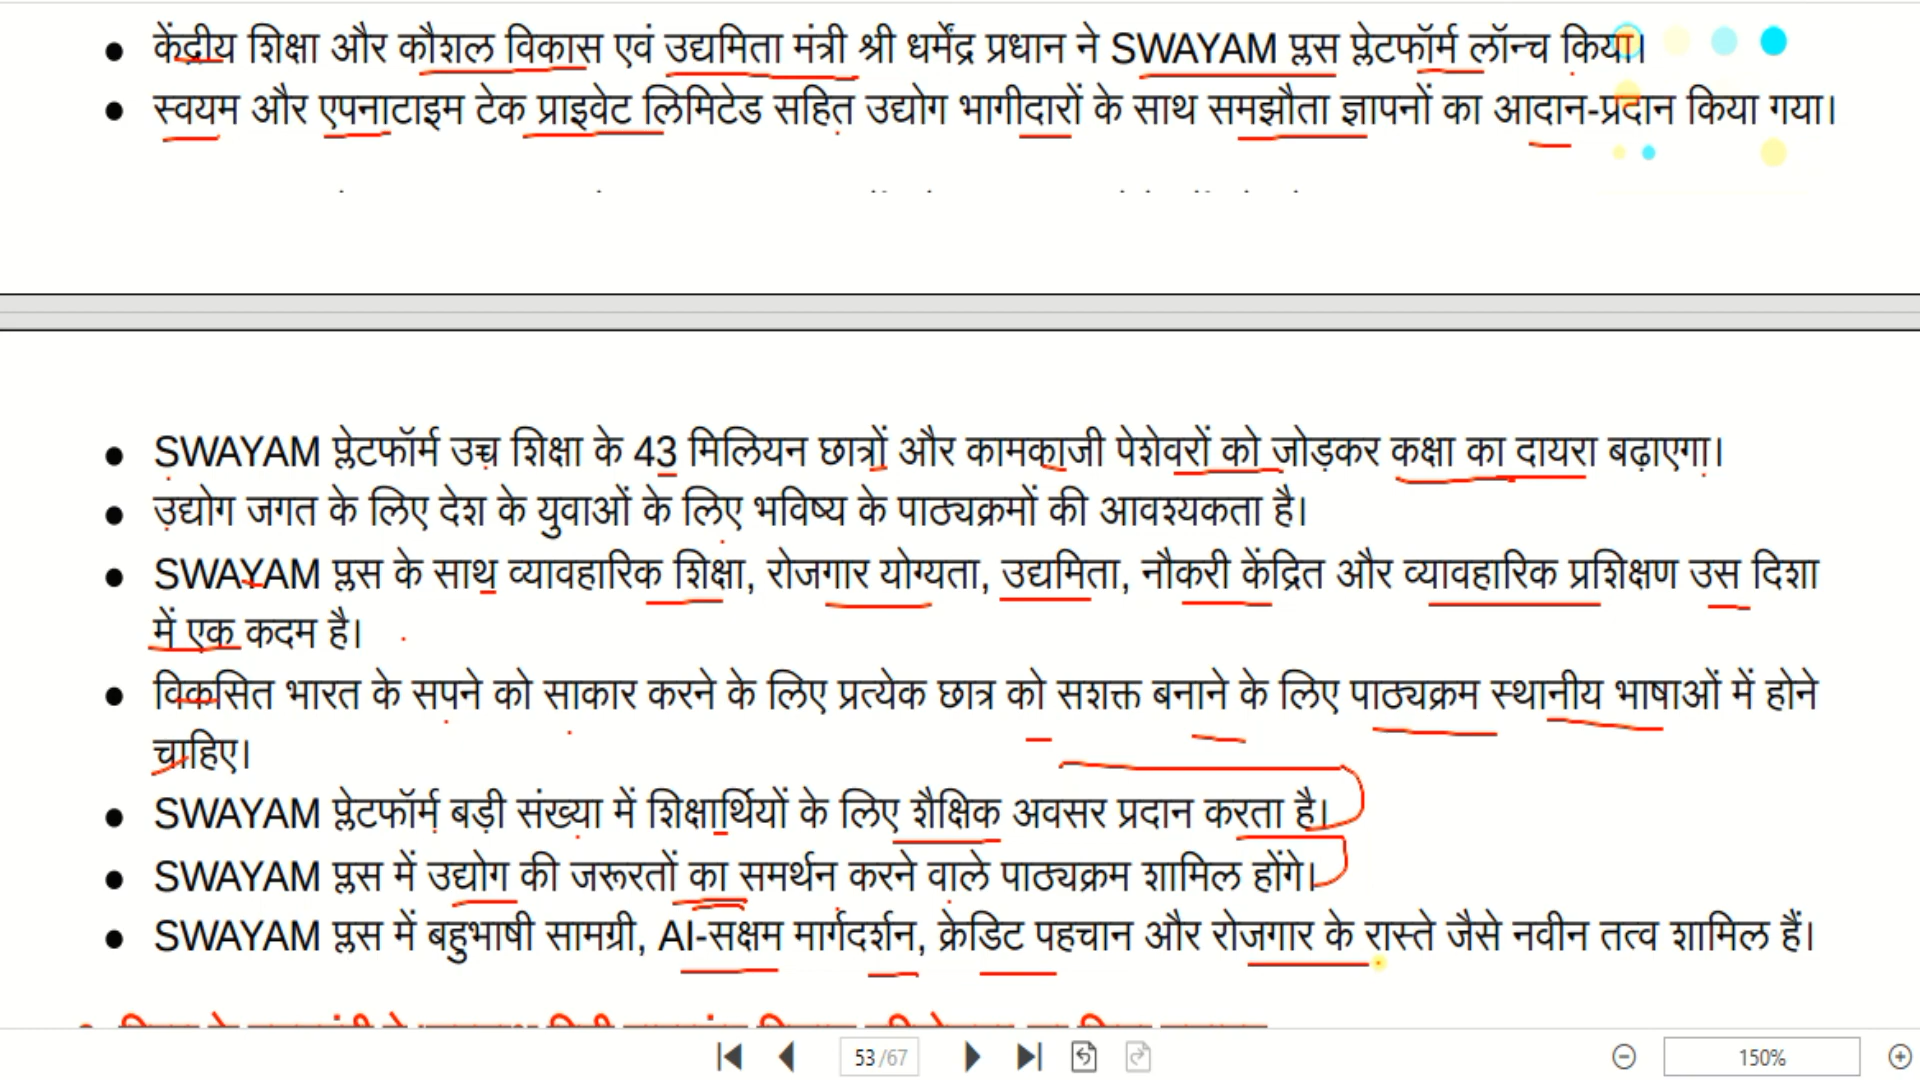 ● केंद्रीय शिक्षा और कौशल विकास एवं उद्यमिता मंत्री श्री धर्मेंद्र प्रधान ने SWAYAM प्लस प्लेटफॉर्म लॉन्च किया।
● स्वयम और एपनाटाइम टेक प्राइवेट लिमिटेड सहित उद्योग भागीदारों के साथ समझौता ज्ञापनों का आदान-प्रदान किया गया।
● SWAYAM प्लेटफॉर्म उच्च शिक्षा के 43 मिलियन छात्रों और कामकाजी पेशेवरों को जोड़कर कक्षा का दायरा बढ़ाएगा।
● उद्योग जगत के लिए देश के युवाओं के लिए भविष्य के पाठ्यक्रमों की आवश्यकता है।
● SWAYAM प्लस के साथ व्यावहारिक शिक्षा, रोजगार योग्यता, उद्यमिता, नौकरी केंद्रित और व्यावहारिक प्रशिक्षण उस दिशा
में एक कदम है।
● विकसित भारत के सपने को साकार करने के लिए प्रत्येक छात्र को सशक्त बनाने के लिए पाठ्यक्रम स्थानीय भाषाओं में होने
चाहिए।
● SWAYAM प्लेटफॉर्म बड़ी संख्या में शिक्षार्थियों के लिए शैक्षिक अवसर प्रदान करता है।
● SWAYAM प्लस में उद्योग की जरूरतों का समर्थन करने वाले पाठ्यक्रम शामिल होंगे।
● SWAYAM प्लस में बहुभाषी सामग्री, AI-सक्षम मार्गदर्शन, क्रेडिट पहचान और रोजगार के रास्ते जैसे नवीन तत्व शामिल हैं।
53 /67 150%